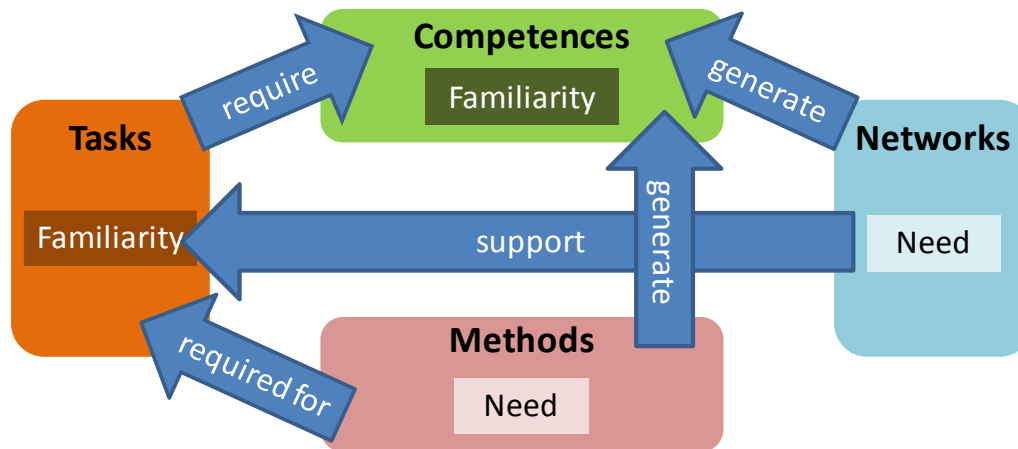 Competences
Familiarity
require
generate
Tasks
Familiarity
Networks
Need
generate
support
Methods
Need
required for